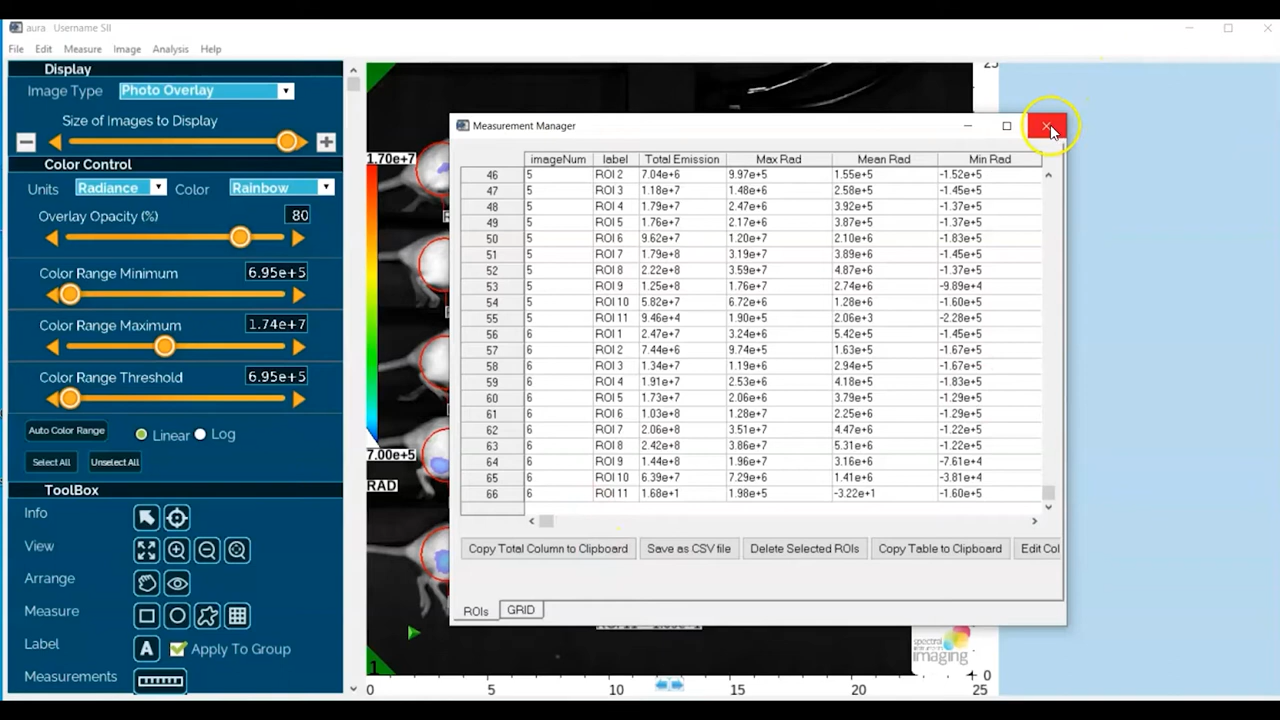 aura Username SII
File Edit Measure Image Analysis Help
Display
Image Type Photo Overlay
Size of Images to Display
Color Control
Units Radiance Color Rainbow
Overlay Opacity (%) 80
Color Range Minimum 6.95e+5
Color Range Maximum 1.74e+7
Color Range Threshold 6.95e+5
Auto Color Range Linear Log
Select All Unselect All
ToolBox
Info
View
Arrange
Measure
Label A Apply To Group
Measurements
1.70e+7
7.00e+5
RAD
25
Measurement Manager
imageNum label Total Emission Max Rad Mean Rad Min Rad
46 5 ROI 2 7.04e+6 9.97e+5 1.55e+5 -1.52e+5
47 5 ROI 3 1.18e+7 1.48e+6 2.58e+5 -1.45e+5
48 5 ROI 4 1.79e+7 2.47e+6 3.92e+5 -1.37e+5
49 5 ROI 5 1.76e+7 2.17e+6 3.87e+5 -1.37e+5
50 5 ROI 6 9.62e+7 1.20e+7 2.10e+6 -1.83e+5
51 5 ROI 7 1.79e+8 3.19e+7 3.89e+6 -1.45e+5
52 5 ROI 8 2.22e+8 3.59e+7 4.87e+6 -1.37e+5
53 5 ROI 9 1.25e+8 1.76e+7 2.74e+6 -9.89e+4
54 5 ROI 10 5.82e+7 6.72e+6 1.28e+6 -1.60e+5
55 5 ROI 11 9.46e+4 1.90e+5 2.06e+3 -2.28e+5
56 6 ROI 1 2.47e+7 3.24e+6 5.42e+5 -1.45e+5
57 6 ROI 2 7.44e+6 9.74e+5 1.63e+5 -1.67e+5
58 6 ROI 3 1.34e+7 1.19e+6 2.94e+5 -1.67e+5
59 6 ROI 4 1.91e+7 2.53e+6 4.18e+5 -1.83e+5
60 6 ROI 5 1.73e+7 2.06e+6 3.79e+5 -1.29e+5
61 6 ROI 6 1.03e+8 1.28e+7 2.25e+6 -1.29e+5
62 6 ROI 7 2.06e+8 3.51e+7 4.47e+6 -1.22e+5
63 6 ROI 8 2.42e+8 3.86e+7 5.31e+6 -1.22e+5
64 6 ROI 9 1.44e+8 1.96e+7 3.16e+6 -7.61e+4
65 6 ROI 10 6.39e+7 7.29e+6 1.41e+6 -3.81e+4
66 6 ROI 11 1.68e+1 1.98e+5 -3.22e+1 -1.60e+5
Copy Total Column to Clipboard Save as CSV file Delete Selected ROIs Copy Table to Clipboard Edit Col
ROIs GRID
spectral
instruments
imaging
1
0
0 5 10 15 20 25